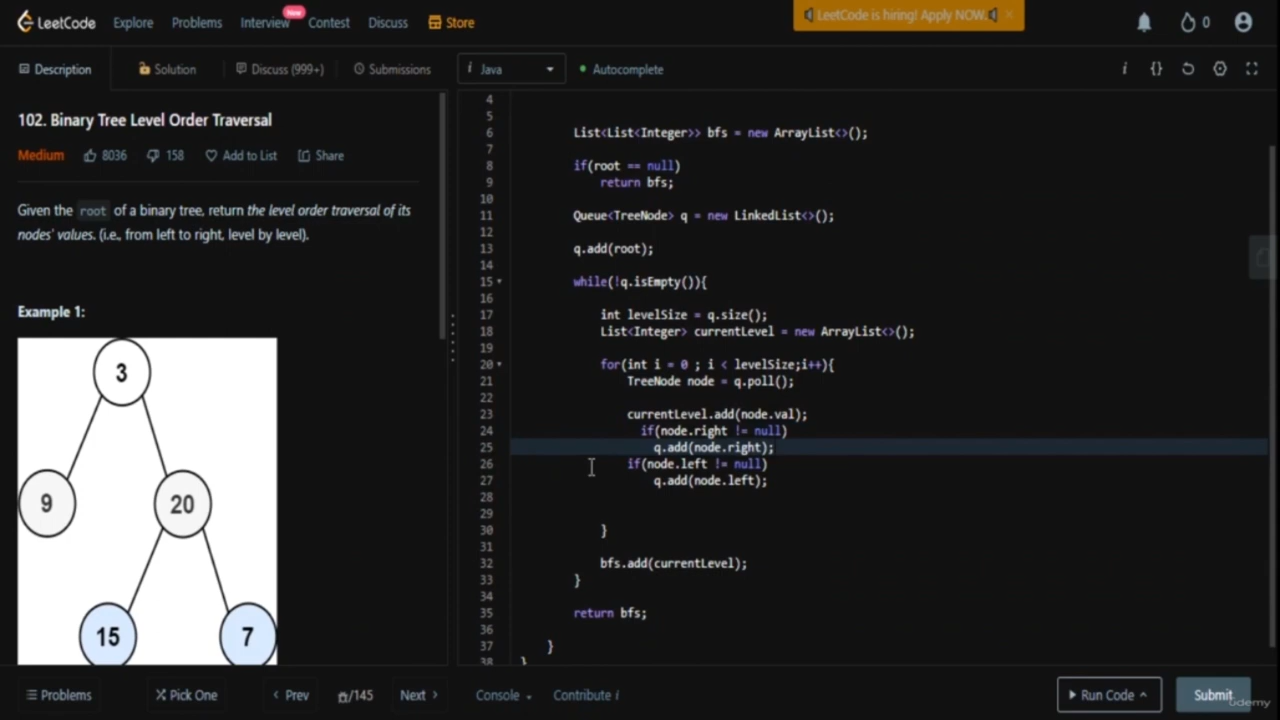 LeetCode Explore Problems Interview New Contest Discuss Store LeetCode is hiring! Apply NOW. × 0
Description Solution Discuss (999+) Submissions i Java Autocomplete i {}
102. Binary Tree Level Order Traversal
Medium 8036 158 Add to List Share
Given the root of a binary tree, return the level order traversal of its
nodes' values. (i.e., from left to right, level by level).
Example 1:
3
9 20
15 7
4
5
6 List<List<Integer>> bfs = new ArrayList<>();
7
8 if(root == null)
9 return bfs;
10
11 Queue<TreeNode> q = new LinkedList<>();
12
13 q.add(root);
14
15 while(!q.isEmpty()){
16
17 int levelSize = q.size();
18 List<Integer> currentLevel = new ArrayList<>();
19
20 for(int i = 0 ; i < levelSize;i++){
21 TreeNode node = q.poll();
22
23 currentLevel.add(node.val);
24 if(node.right != null)
25 q.add(node.right);
26 if(node.left != null)
27 q.add(node.left);
28
29
30 }
31
32 bfs.add(currentLevel);
33 }
34
35 return bfs;
36
37 }
38 }
Problems Pick One Prev /145 Next Console Contribute i Run Code Submit
udemy